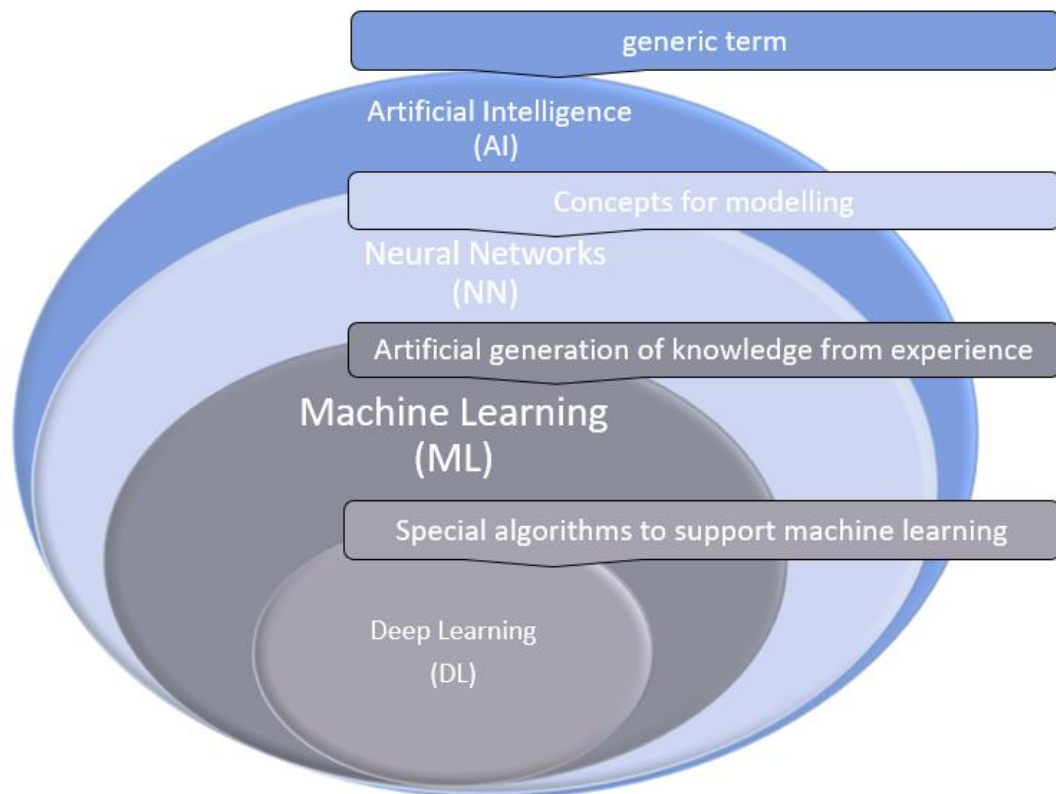 generic term
Artificial Intelligence
(AI)
Concepts for modelling
Neural Networks
(NN)
Artificial generation of knowledge from experience
Machine Learning
(ML)
Special algorithms to support machine learning
Deep Learning
(DL)